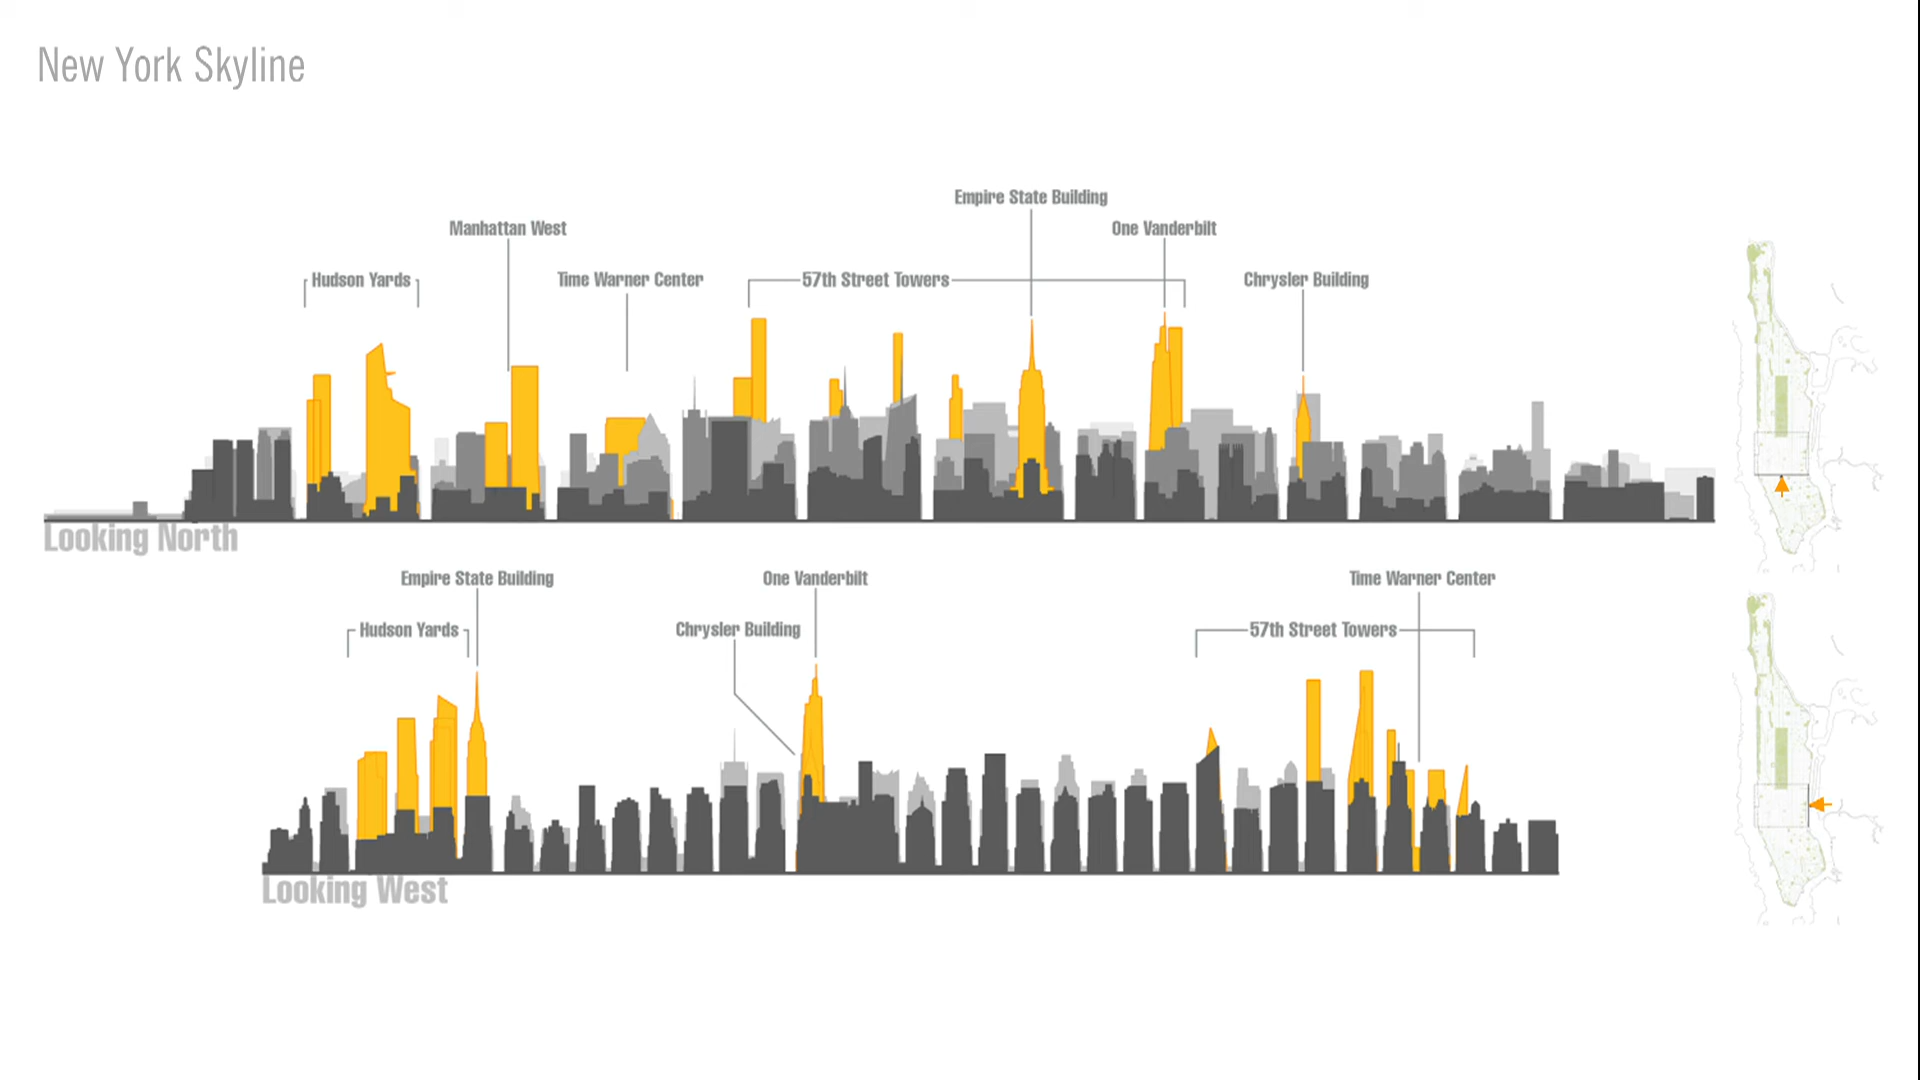 New York Skyline
Empire State Building
Manhattan West
One Vanderbilt
Hudson Yards
Time Warner Center
57th Street Towers
Chrysler Building
Looking North
Empire State Building
One Vanderbilt
Time Warner Center
Hudson Yards
Chrysler Building
57th Street Towers
Looking West